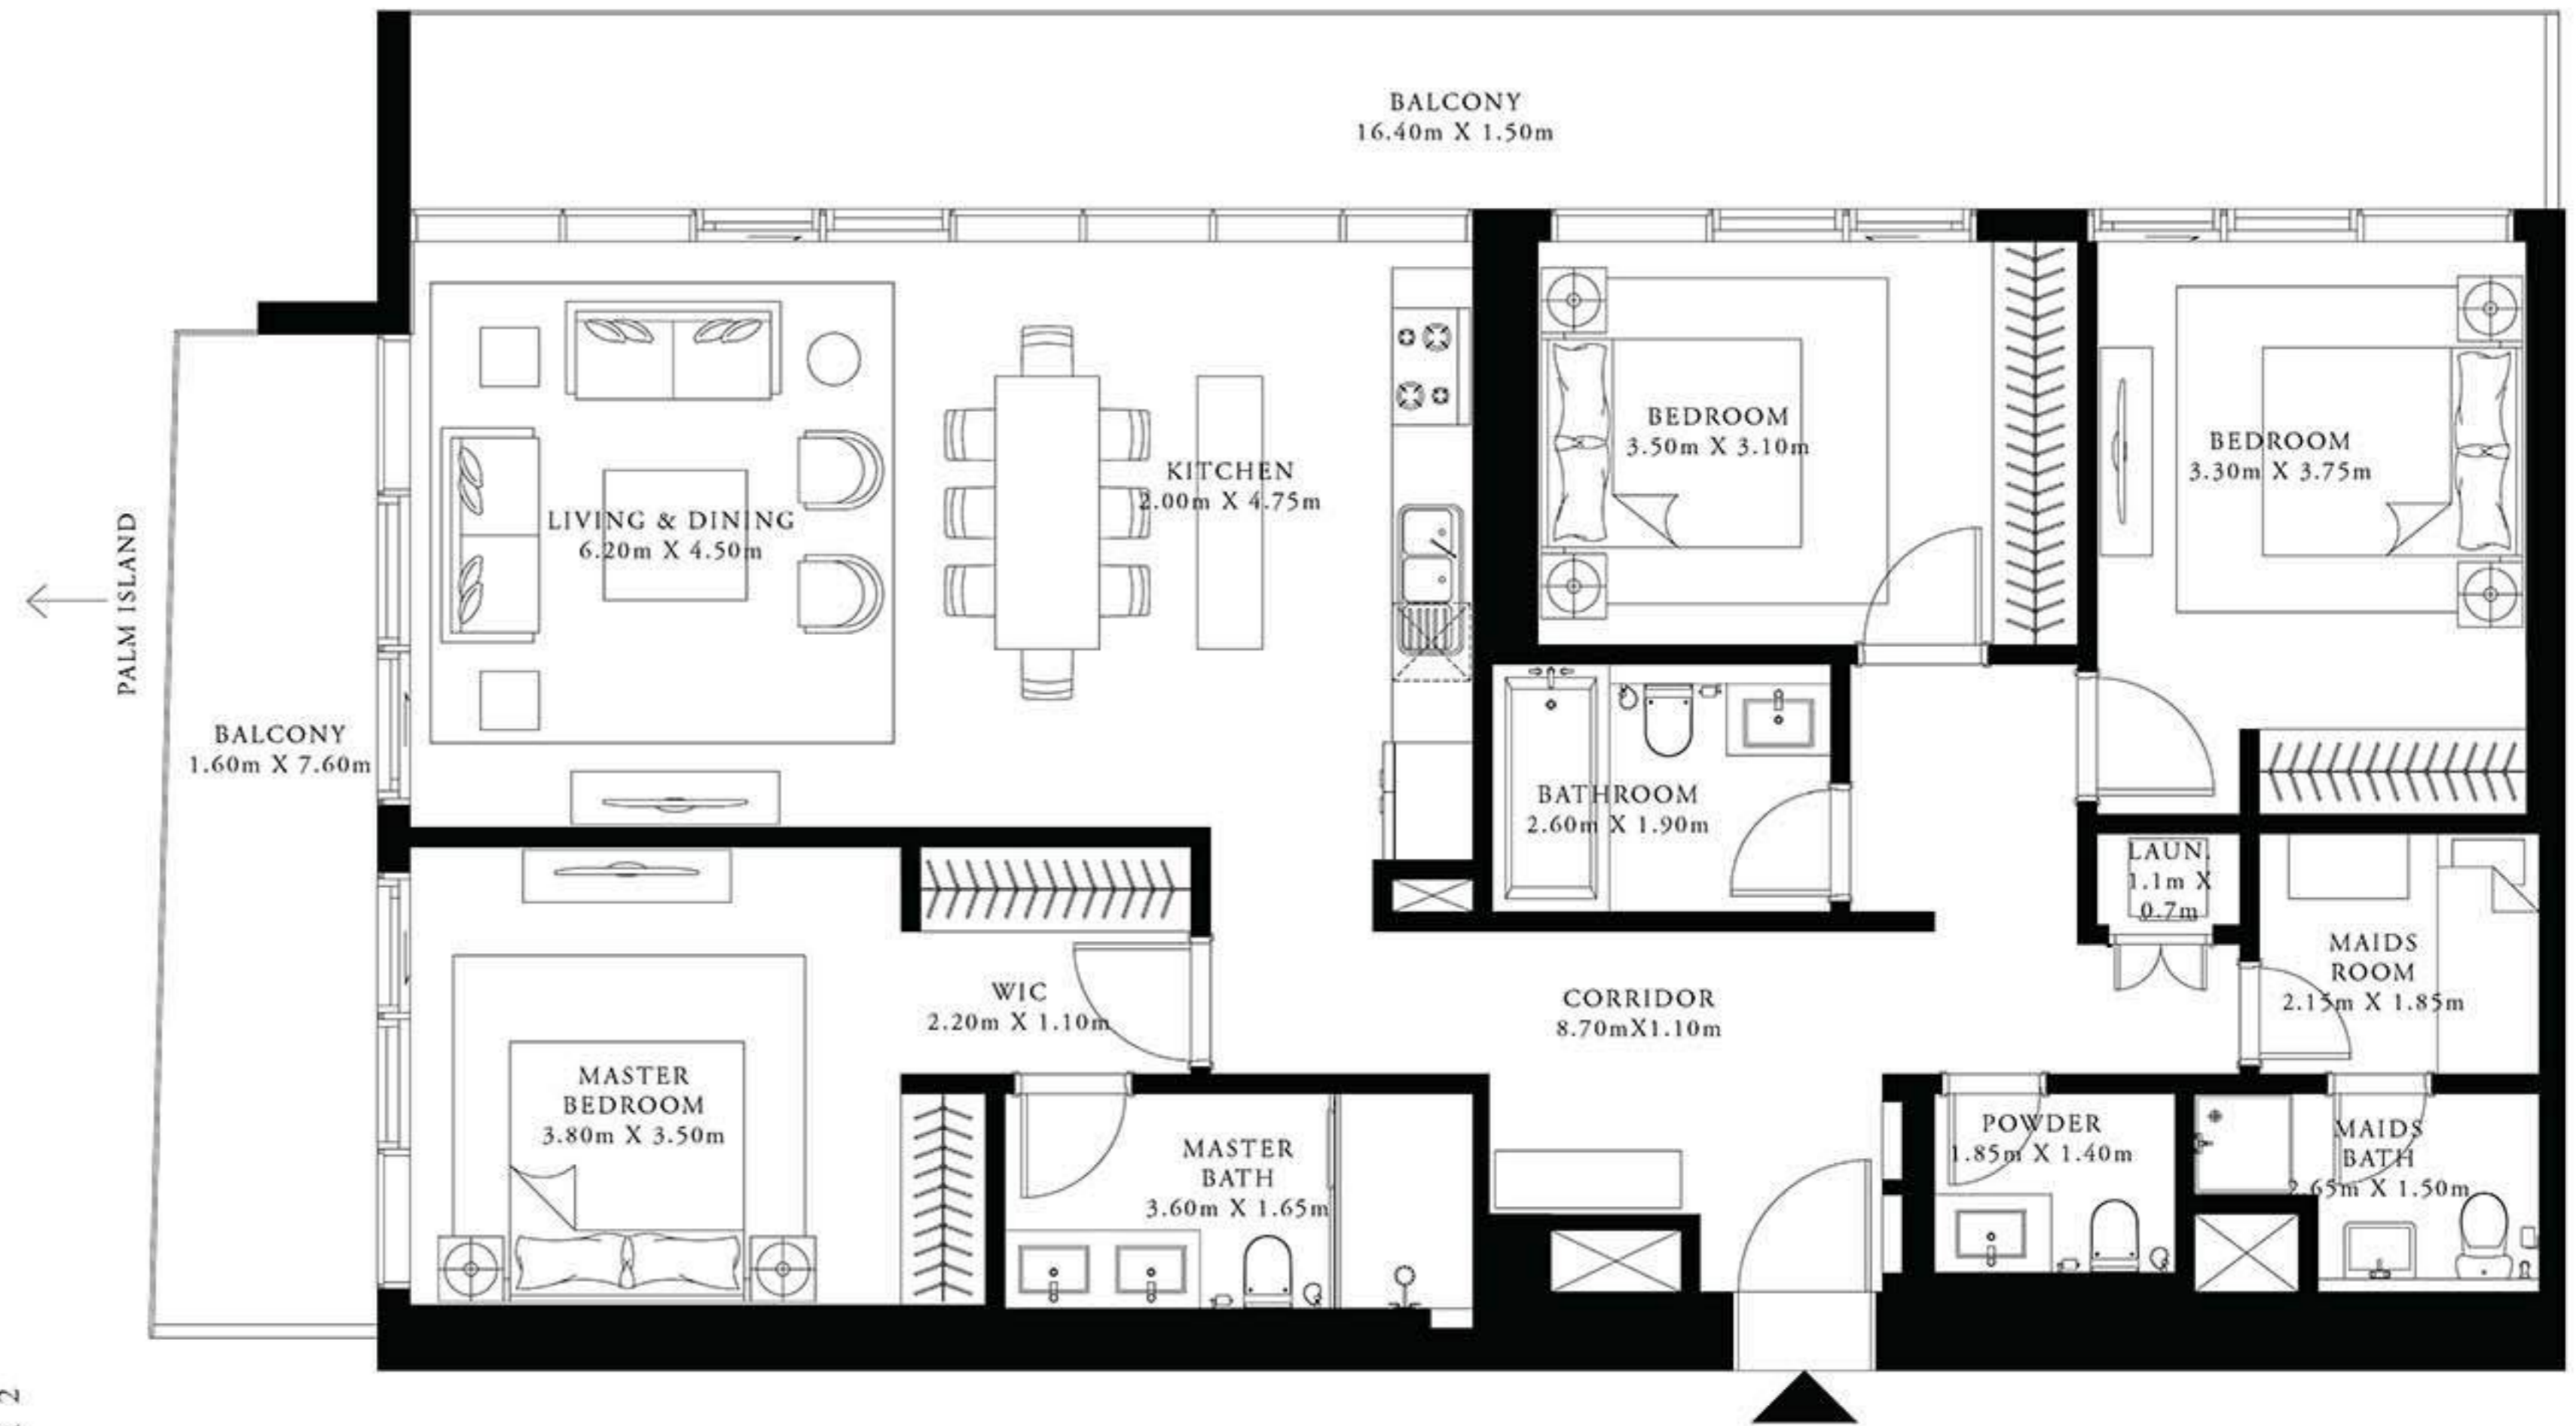 BALCONY
16.40m X 1.50m
BEDROOM
3.50m X 3.10m
BEDROOM
3.30m X 3.75m
KITCHEN
2.00m X 4.75m
LIVING & DINING
6.20m X 4.50m
PALM ISLAND
BALCONY
1.60m X 7.60m
BATHROOM
2.60m X 1.90m
LAUN.
1.1m X
0.7m
MAIDS
ROOM
2.15m X 1.85m
WIC
2.20m X 1.10m
CORRIDOR
8.70mX1.10m
MASTER
BEDROOM
3.80m X 3.50m
MASTER
BATH
3.60m X 1.65m
POWDER
1.85m X 1.40m
MAIDS
BATH
2.65m X 1.50m
2